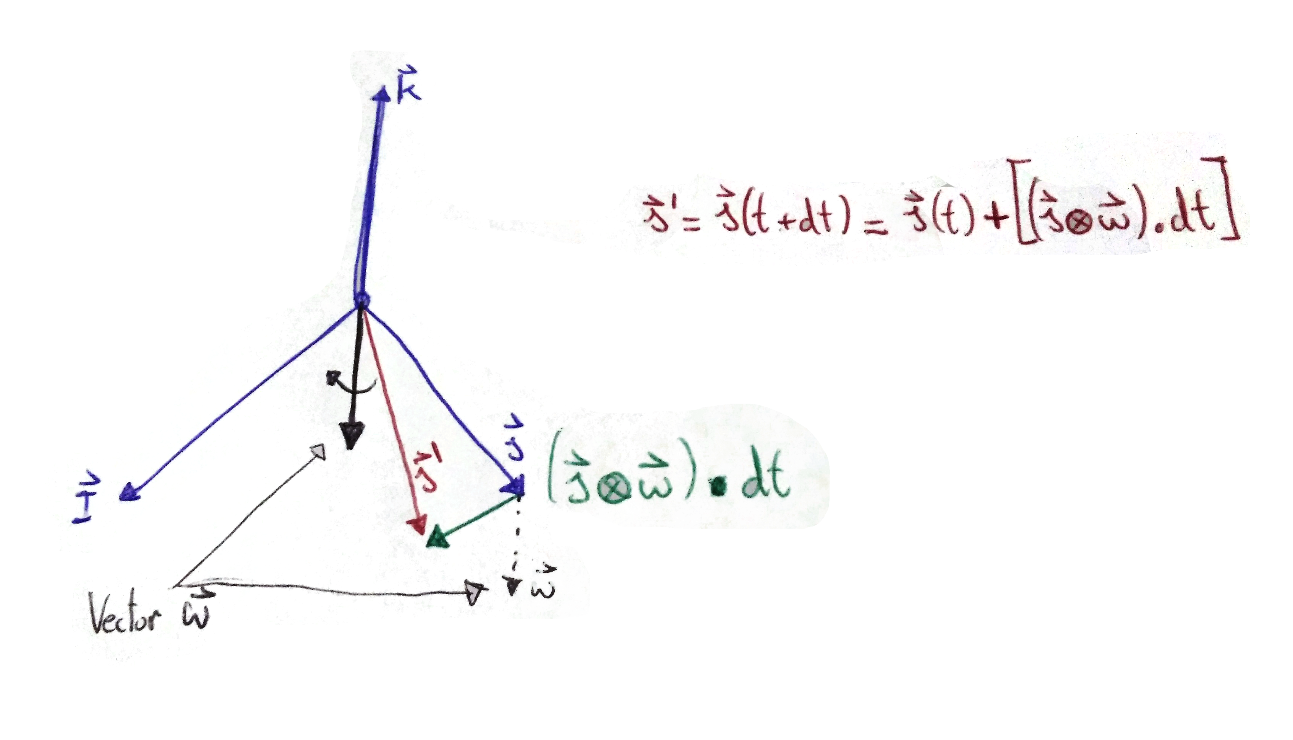 k⃗
j⃗' = j⃗(t+dt) = j⃗(t) + [(j⃗⊗ω⃗).dt]
j⃗
I⃗
j⃗'
(j⃗⊗ω⃗)·dt
ω⃗
Vector ω⃗